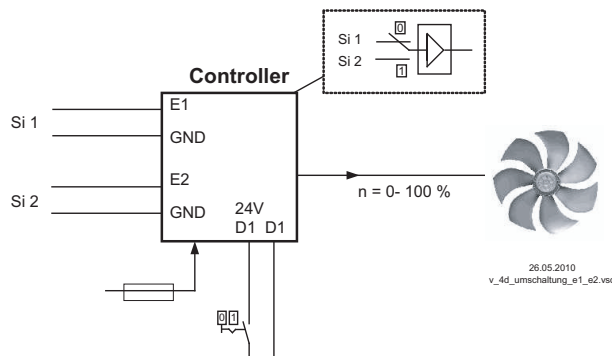 0
Si 1
Si 2
1
Controller
E1
Si 1
GND
E2
Si 2
GND
24V
D1 D1
n = 0- 100 %
26.05.2010
v_4d_umschaltung_e1_e2.vsd
0 1